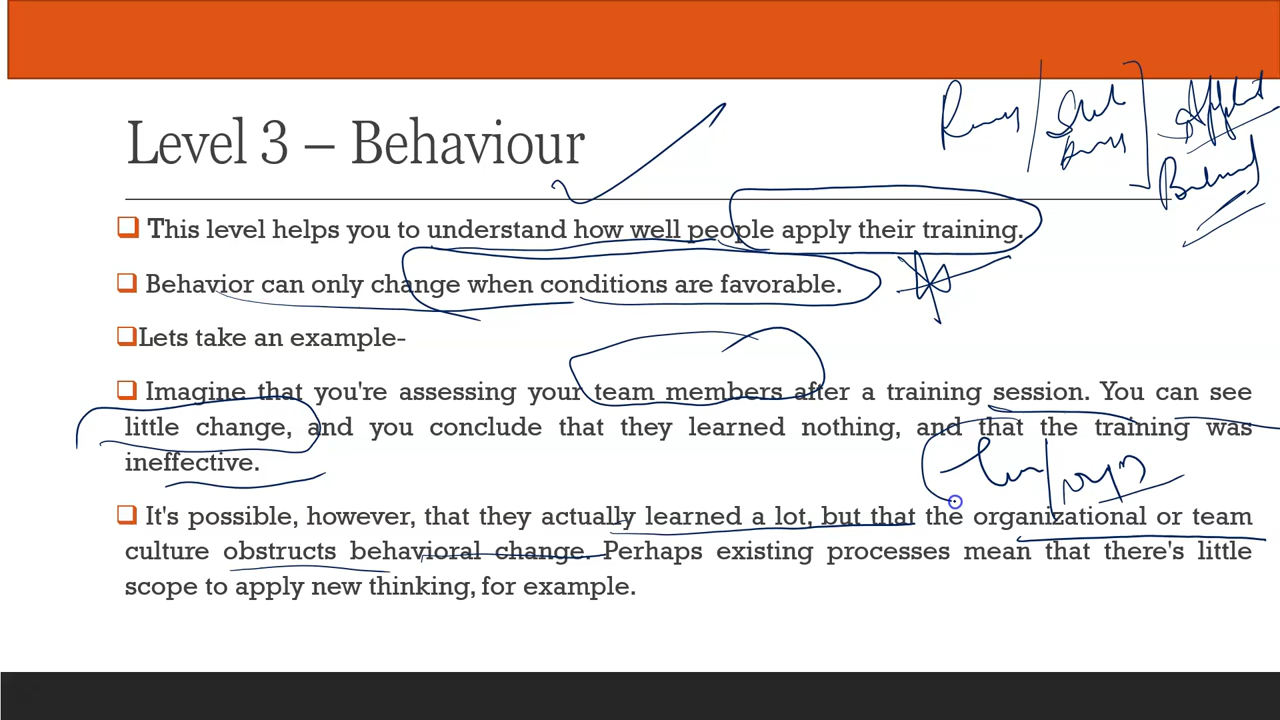 Level 3 – Behaviour
❑ This level helps you to understand how well people apply their training.
❑ Behavior can only change when conditions are favorable.
❑ Lets take an example-
❑ Imagine that you're assessing your team members after a training session. You can see
little change, and you conclude that they learned nothing, and that the training was
ineffective.
❑ It's possible, however, that they actually learned a lot, but that the organizational or team
culture obstructs behavioral change. Perhaps existing processes mean that there's little
scope to apply new thinking, for example.